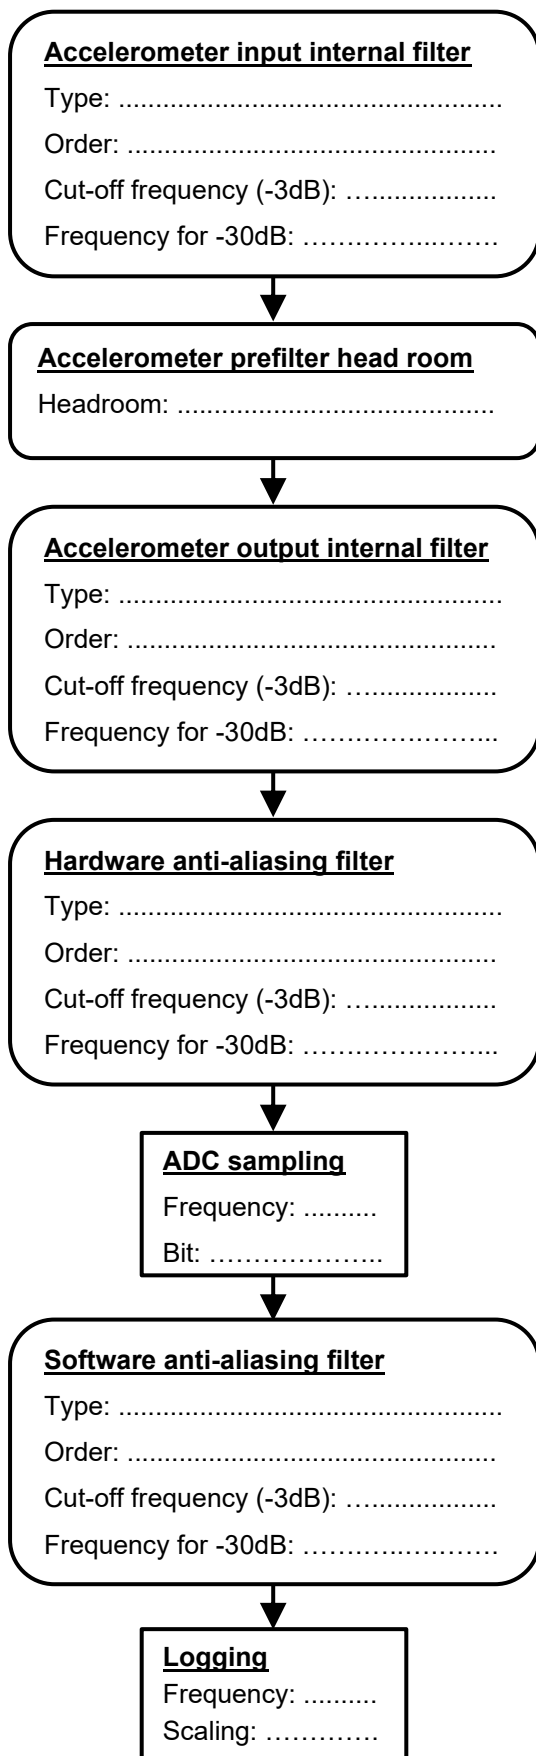 Accelerometer input internal filter
Type: ....................................................
Order: ..................................................
Cut-off frequency (-3dB): ….................
Frequency for -30dB: …….……...…….
Accelerometer prefilter head room
Headroom: ...........................................
Accelerometer output internal filter
Type: ....................................................
Order: ..................................................
Cut-off frequency (-3dB): ….................
Frequency for -30dB: …….…….……...
Hardware anti-aliasing filter
Type: ....................................................
Order: ..................................................
Cut-off frequency (-3dB): ….................
Frequency for -30dB: …….…….……...
ADC sampling
Frequency: ..........
Bit: ………………..
Software anti-aliasing filter
Type: ....................................................
Order: ..................................................
Cut-off frequency (-3dB): ….................
Frequency for -30dB: …….…..….…….
Logging
Frequency: ..........
Scaling: ………….